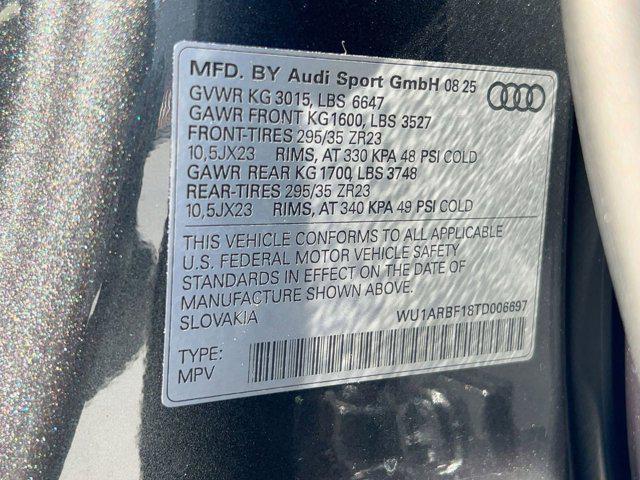 MFD. BY Audi Sport GmbH 08 25
GVWR KG 3015, LBS 6647
GAWR FRONT KG1600, LBS 3527
FRONT-TIRES 295/35 ZR23
10,5JX23 RIMS, AT 330 KPA 48 PSI COLD
GAWR REAR KG 1700, LBS 3748
REAR-TIRES 295/35 ZR23
10,5JX23 RIMS, AT 340 KPA 49 PSI COLD
THIS VEHICLE CONFORMS TO ALL APPLICABLE
U.S. FEDERAL MOTOR VEHICLE SAFETY
STANDARDS IN EFFECT ON THE DATE OF
MANUFACTURE SHOWN ABOVE.
SLOVAKIA WU1ARBF18TD006697
TYPE:
MPV